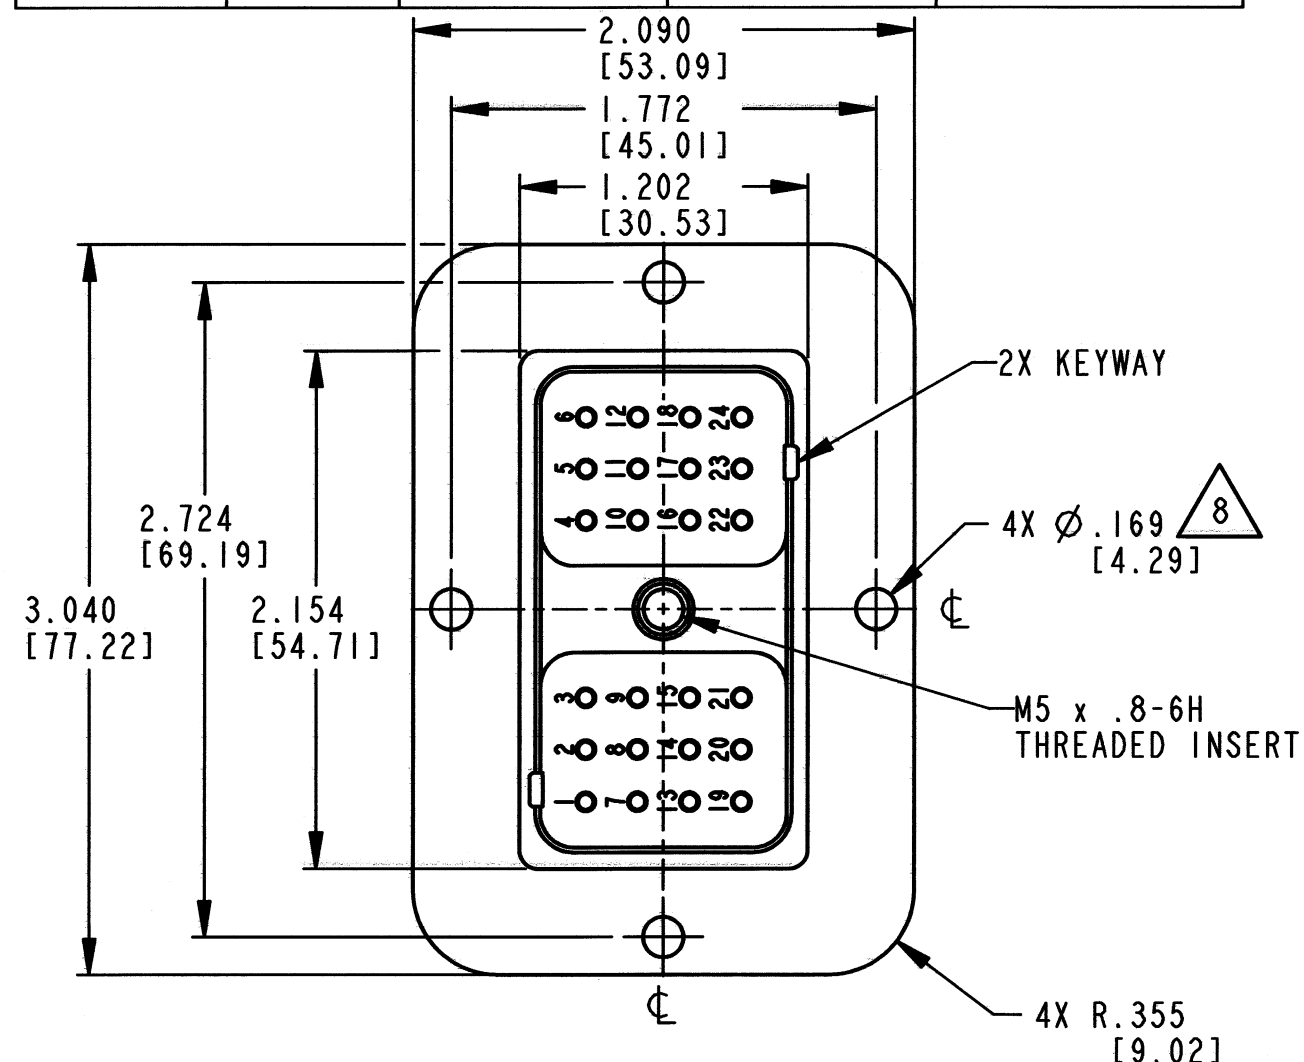 2.090
[53.09]
1.772
[45.01]
1.202
[30.53]
2X KEYWAY
6 12 18 24
5 11 17 23
4 10 16 22
4X Ø.169 8
[4.29]
2.724
[69.19]
3.040
[77.22]
2.154
[54.71]
℄
3 9 15 21
2 8 14 20
1 7 13 19
M5 x .8-6H
THREADED INSERT
℄
4X R.355
[9.02]